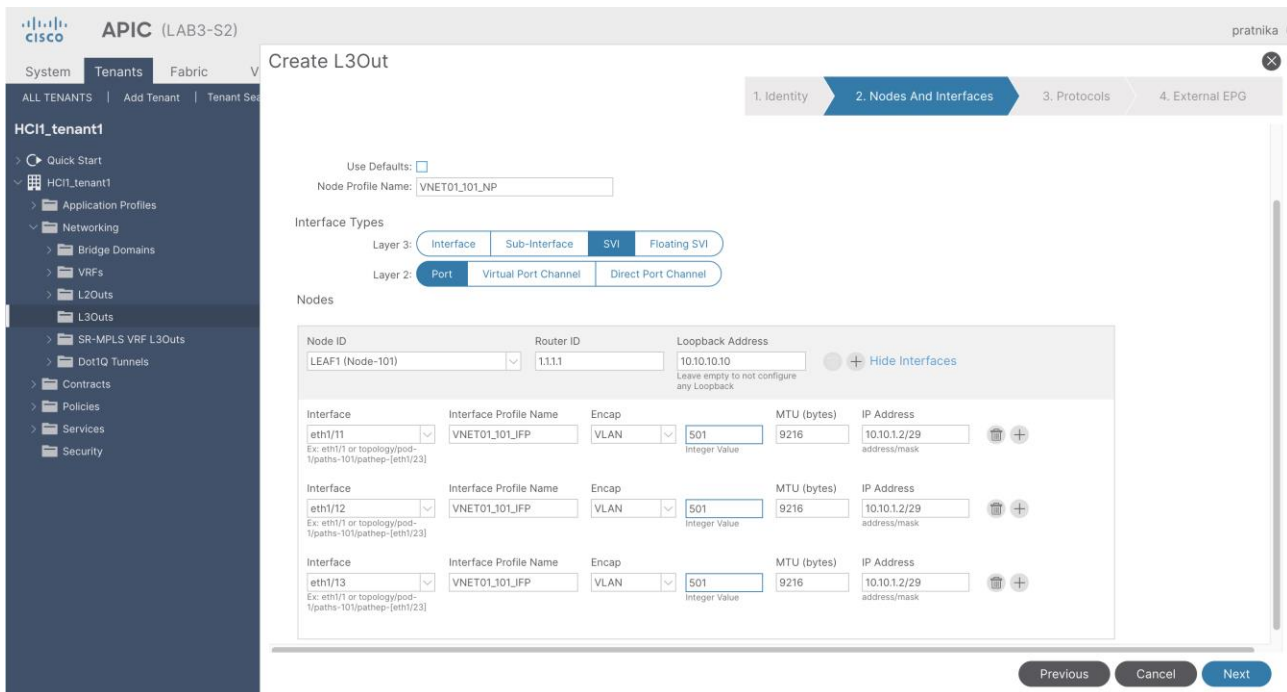 CISCO
APIC (LAB3-S2)
pratnika
System Tenants Fabric V
ALL TENANTS | Add Tenant | Tenant Sea
HCI1_tenant1
Quick Start
HCI1_tenant1
Application Profiles
Networking
Bridge Domains
VRFs
L2Outs
L3Outs
SR-MPLS VRF L3Outs
Dot1Q Tunnels
Contracts
Policies
Services
Security
Create L3Out
1. Identity 2. Nodes And Interfaces 3. Protocols 4. External EPG
Use Defaults:
Node Profile Name: VNET01_101_NP
Interface Types
Layer 3: Interface Sub-Interface SVI Floating SVI
Layer 2: Port Virtual Port Channel Direct Port Channel
Nodes
Node ID Router ID Loopback Address
LEAF1 (Node-101) 1.1.1.1 10.10.10.10 Hide Interfaces
Leave empty to not configure
any Loopback
Interface Interface Profile Name Encap MTU (bytes) IP Address
eth1/11 VNET01_101_IFP VLAN 501 9216 10.10.1.2/29
Ex: eth1/1 or topology/pod- Integer Value address/mask
1/paths-101/pathep-[eth1/23]
Interface Interface Profile Name Encap MTU (bytes) IP Address
eth1/12 VNET01_101_IFP VLAN 501 9216 10.10.1.2/29
Ex: eth1/1 or topology/pod- Integer Value address/mask
1/paths-101/pathep-[eth1/23]
Interface Interface Profile Name Encap MTU (bytes) IP Address
eth1/13 VNET01_101_IFP VLAN 501 9216 10.10.1.2/29
Ex: eth1/1 or topology/pod- Integer Value address/mask
1/paths-101/pathep-[eth1/23]
Previous Cancel Next